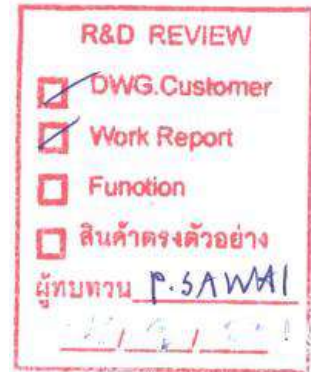 R&D REVIEW
DWG.Customer
Work Report
Function
สินค้าตรงตัวอย่าง
ผู้ทบทวน P.SAWAI